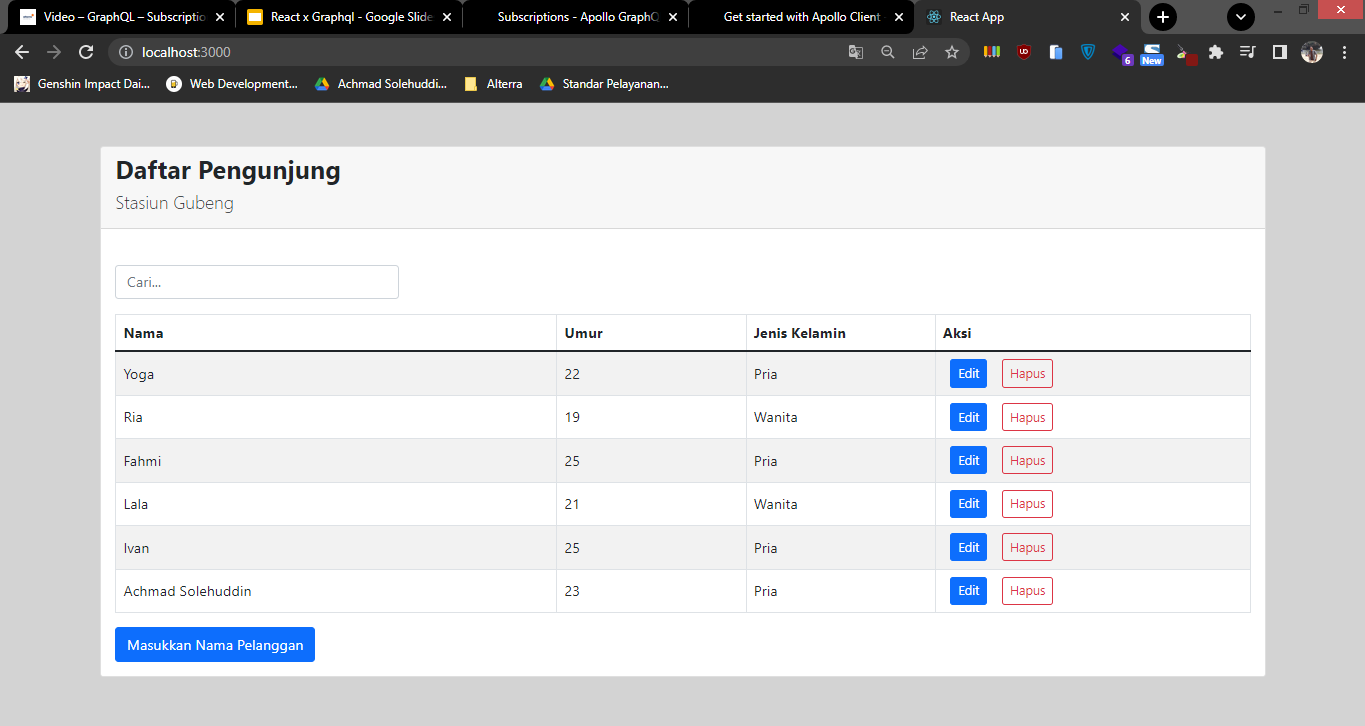 Video – GraphQL – Subscriptio
React x Graphql - Google Slide
Subscriptions - Apollo GraphQ
Get started with Apollo Client
React App
localhost:3000
6
New
Genshin Impact Dai...
Web Development...
Achmad Solehuddi...
Alterra
Standar Pelayanan...
Daftar Pengunjung
Stasiun Gubeng
Cari...
Nama Umur Jenis Kelamin Aksi
Yoga 22 Pria Edit Hapus
Ria 19 Wanita Edit Hapus
Fahmi 25 Pria Edit Hapus
Lala 21 Wanita Edit Hapus
Ivan 25 Pria Edit Hapus
Achmad Solehuddin 23 Pria Edit Hapus
Masukkan Nama Pelanggan